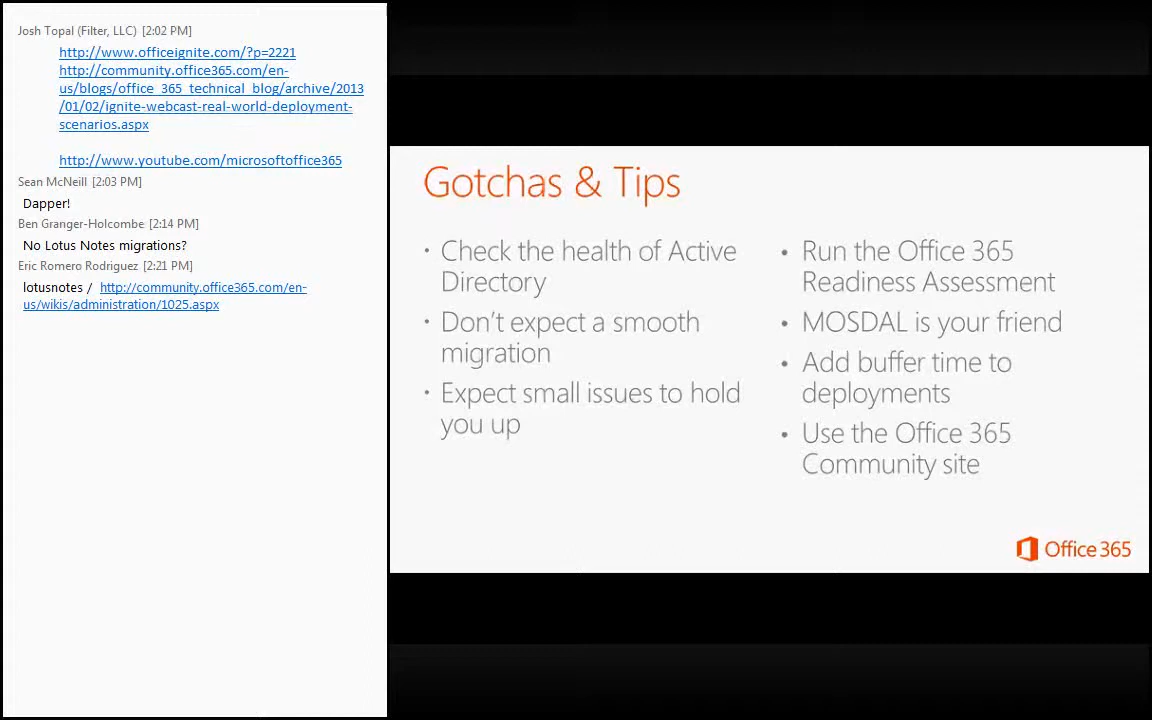 Josh Topal (Filter, LLC) [2:02 PM]
http://www.officeignite.com/?p=2221
http://community.office365.com/en-
us/blogs/office_365_technical_blog/archive/2013
/01/02/ignite-webcast-real-world-deployment-
scenarios.aspx
http://www.youtube.com/microsoftoffice365
Sean McNeill [2:03 PM]
Dapper!
Ben Granger-Holcombe [2:14 PM]
No Lotus Notes migrations?
Eric Romero Rodriguez [2:21 PM]
lotusnotes / http://community.office365.com/en-
us/wikis/administration/1025.aspx
Gotchas & Tips
• Check the health of Active
Directory
• Don't expect a smooth
migration
• Expect small issues to hold
you up
• Run the Office 365
Readiness Assessment
• MOSDAL is your friend
• Add buffer time to
deployments
• Use the Office 365
Community site
Office 365